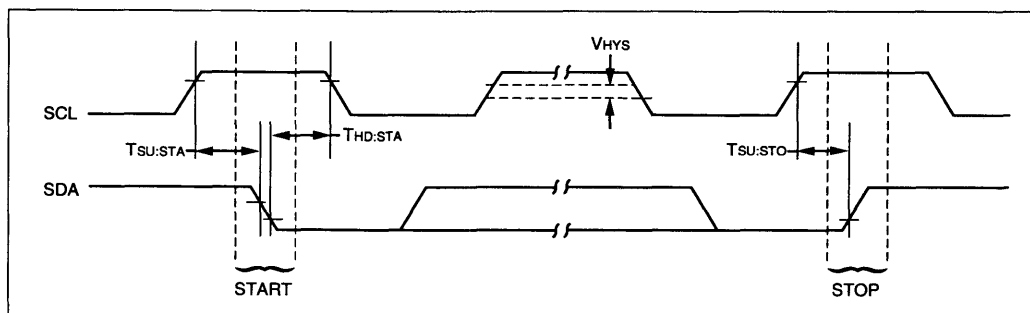 VHYS
SCL
TSU:STA
THD:STA
TSU:STO
SDA
START
STOP